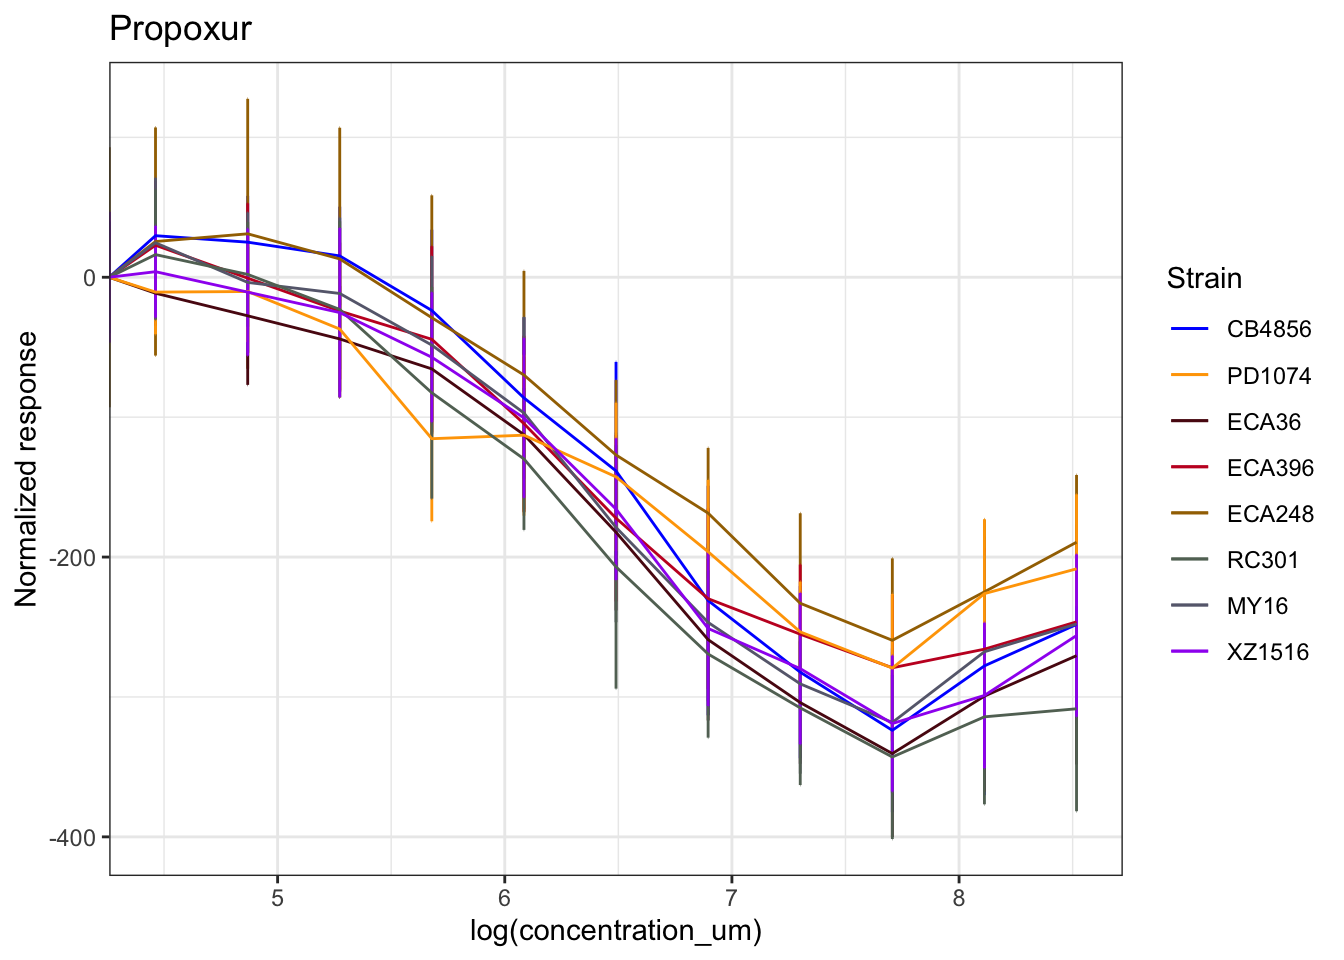 Propoxur
Normalized response
0
-200
-400
5
6
7
8
log(concentration_um)
Strain
CB4856
PD1074
ECA36
ECA396
ECA248
RC301
MY16
XZ1516